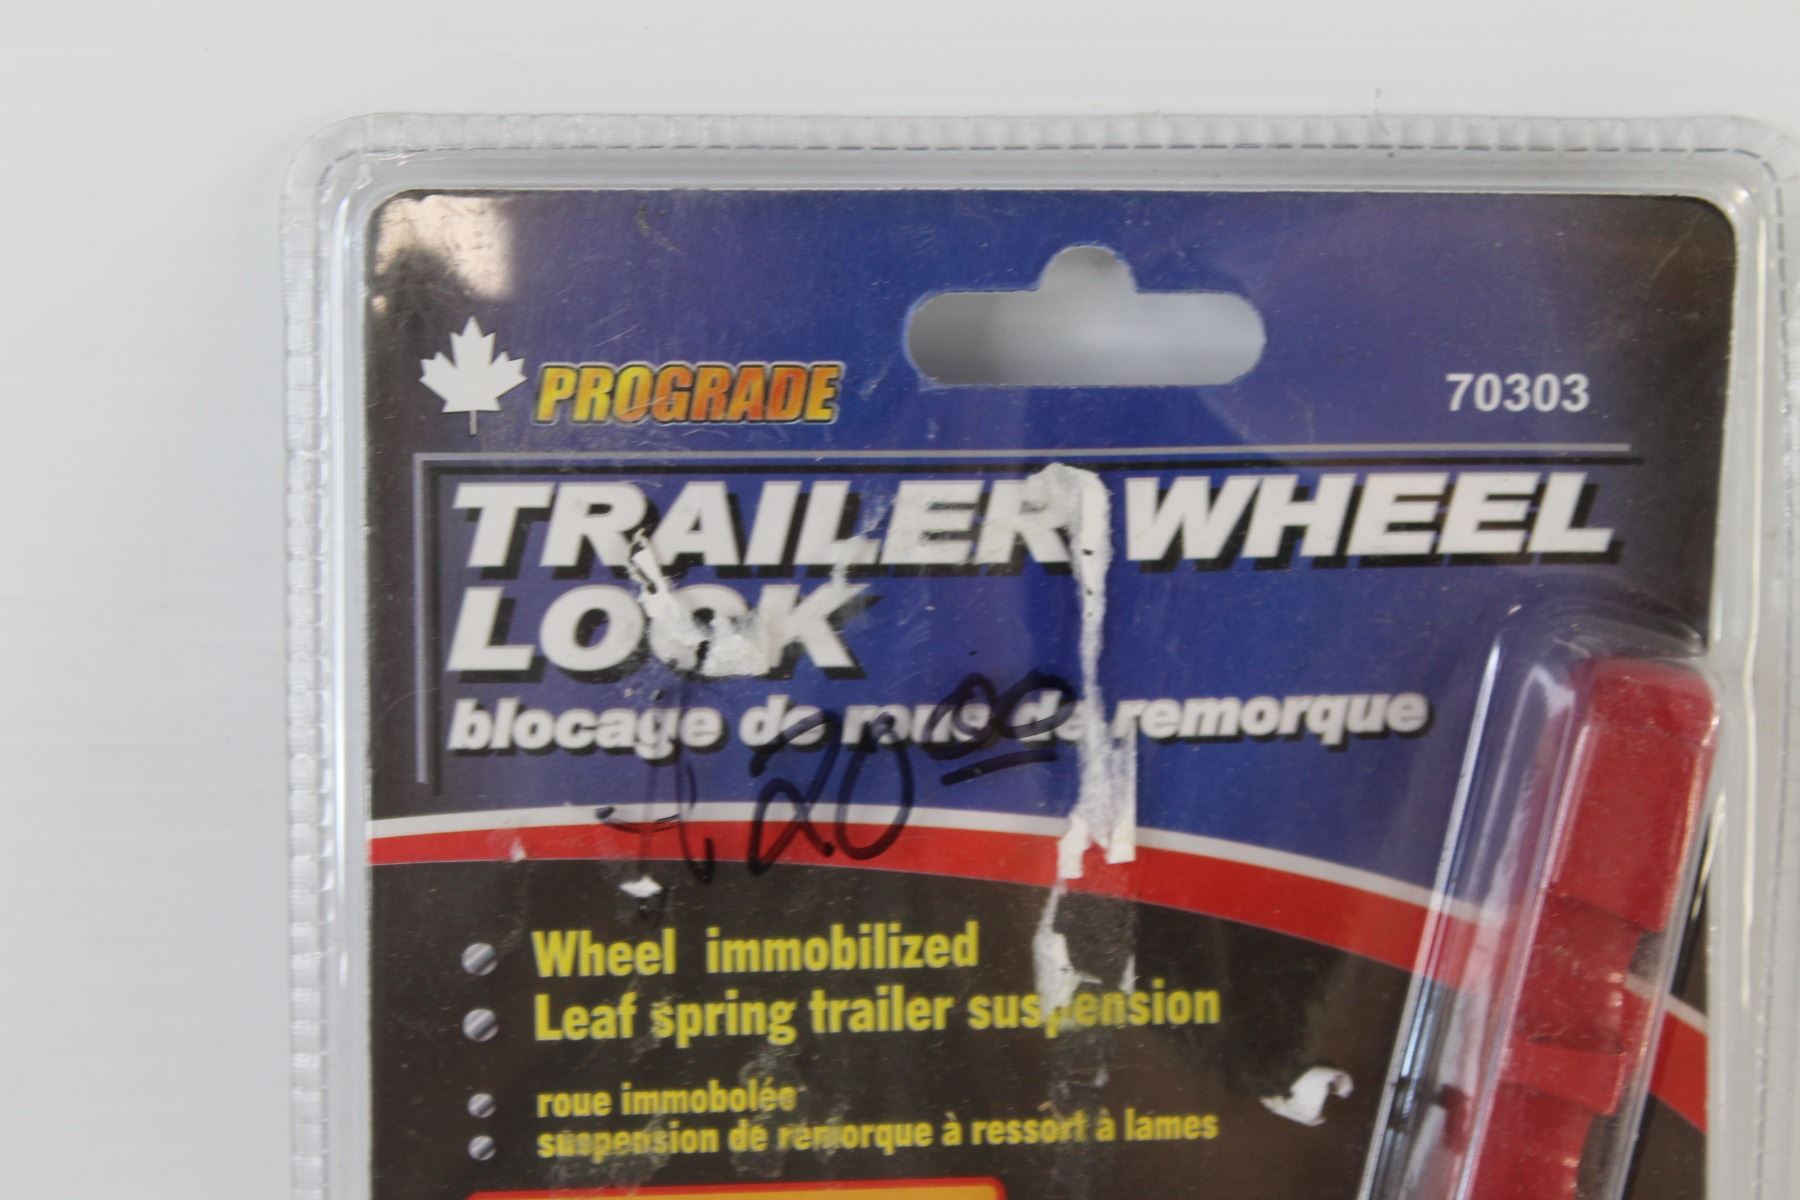 PROGRADE
70303
TRAILER WHEEL
LOCK
blocage de roue de remorque
20.00
Wheel immobilized
Leaf spring trailer suspension
roue immobolée
suspension de remorque à ressort à lames